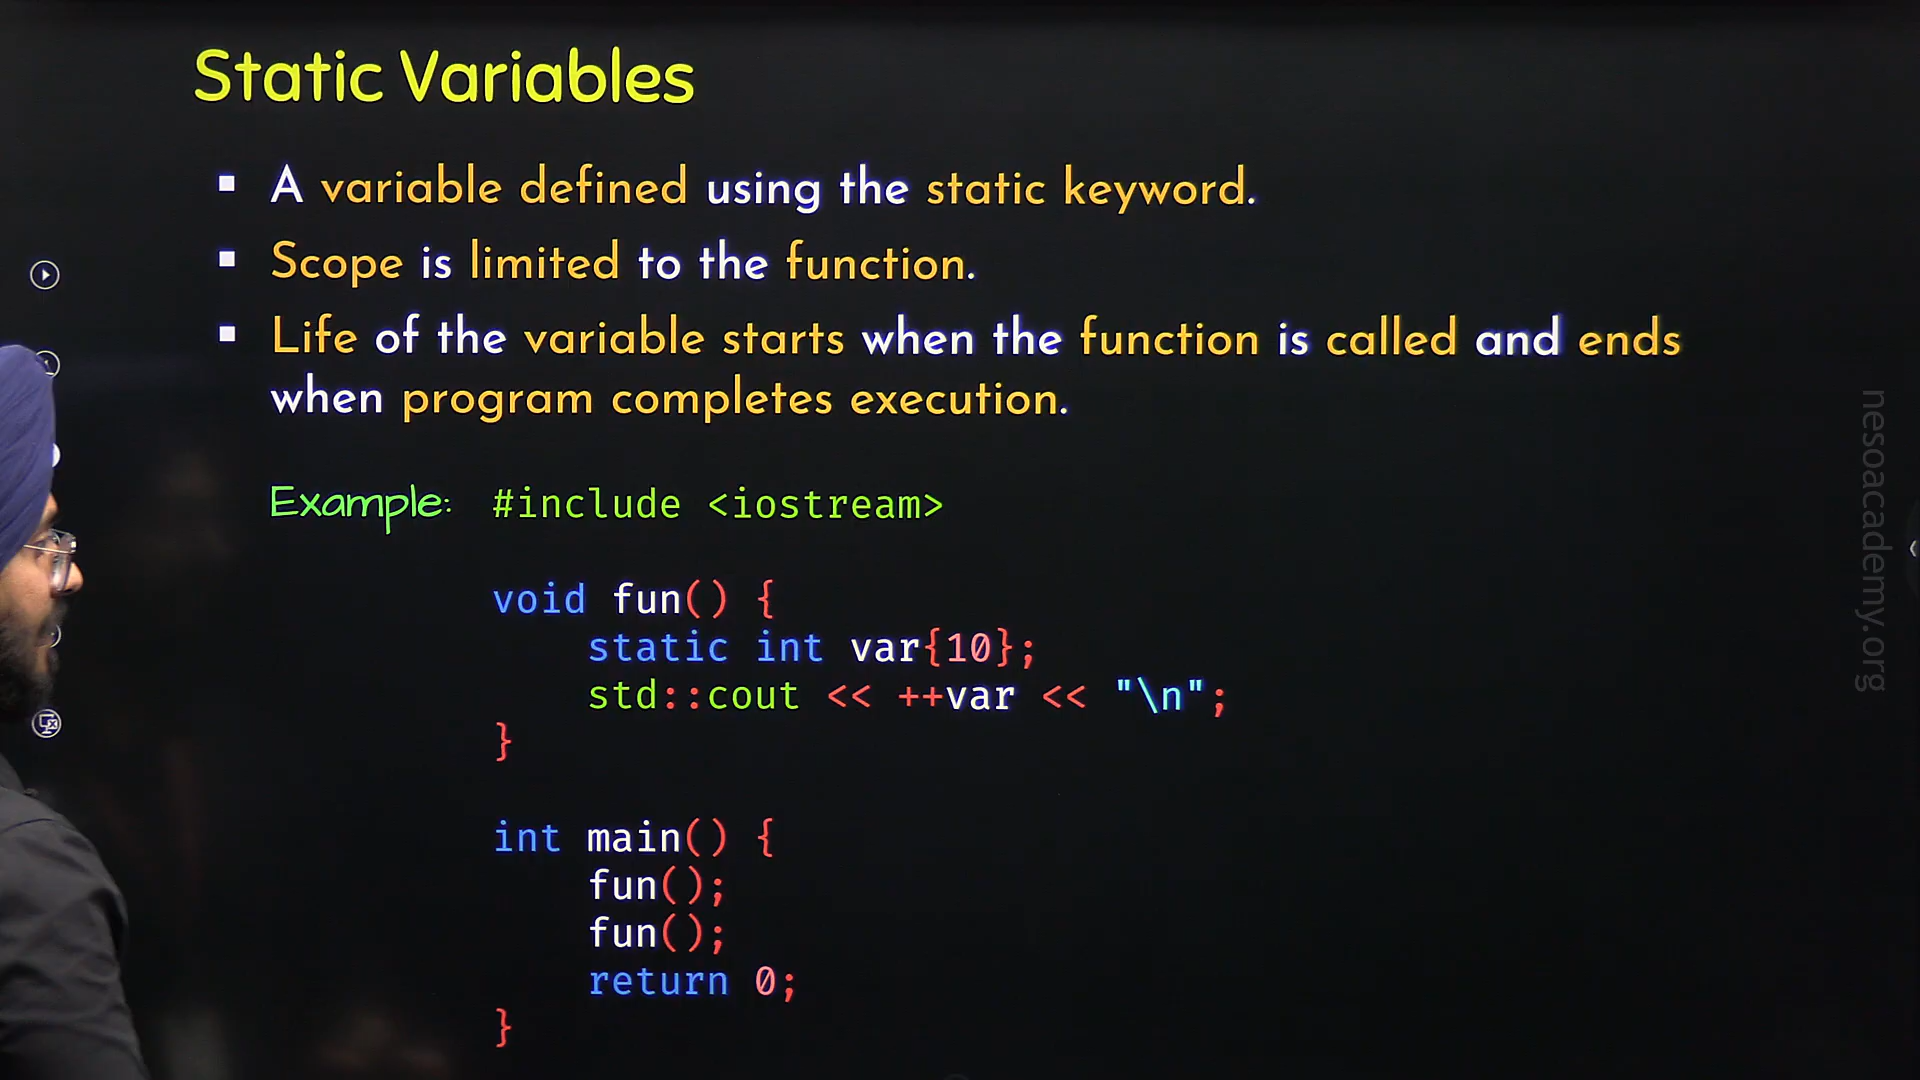 Static Variables
▪ A variable defined using the static keyword.
▪ Scope is limited to the function.
▪ Life of the variable starts when the function is called and ends
when program completes execution.
Example: #include <iostream>
void fun() {
    static int var{10};
    std::cout << ++var << "\n";
}
int main() {
    fun();
    fun();
    return 0;
}
nesoacademy.org